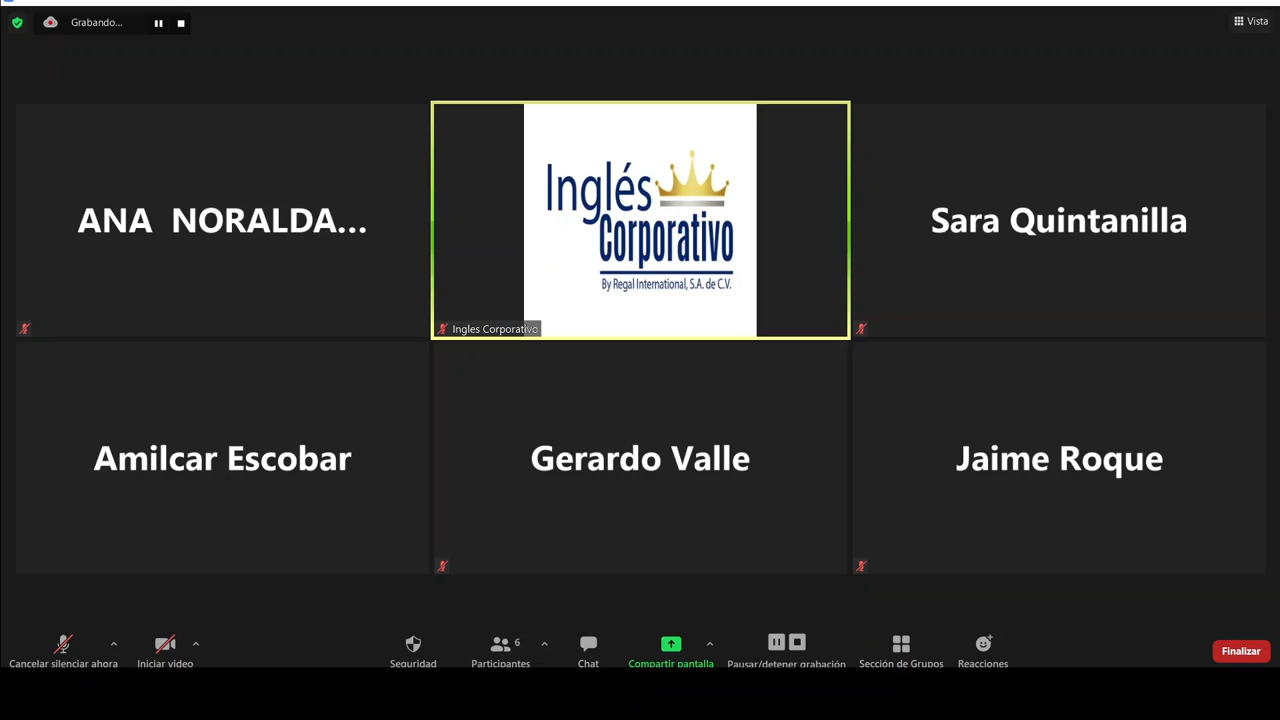 Grabando...
Vista
ANA NORALDA...
Inglés
Corporativo
By Regal International, S.A. de C.V.
Ingles Corporativo
Sara Quintanilla
Amilcar Escobar
Gerardo Valle
Jaime Roque
Cancelar silenciar ahora
Iniciar video
Seguridad
6
Participantes
Chat
Compartir pantalla
Pausar/detener grabación
Sección de Grupos
Reacciones
Finalizar